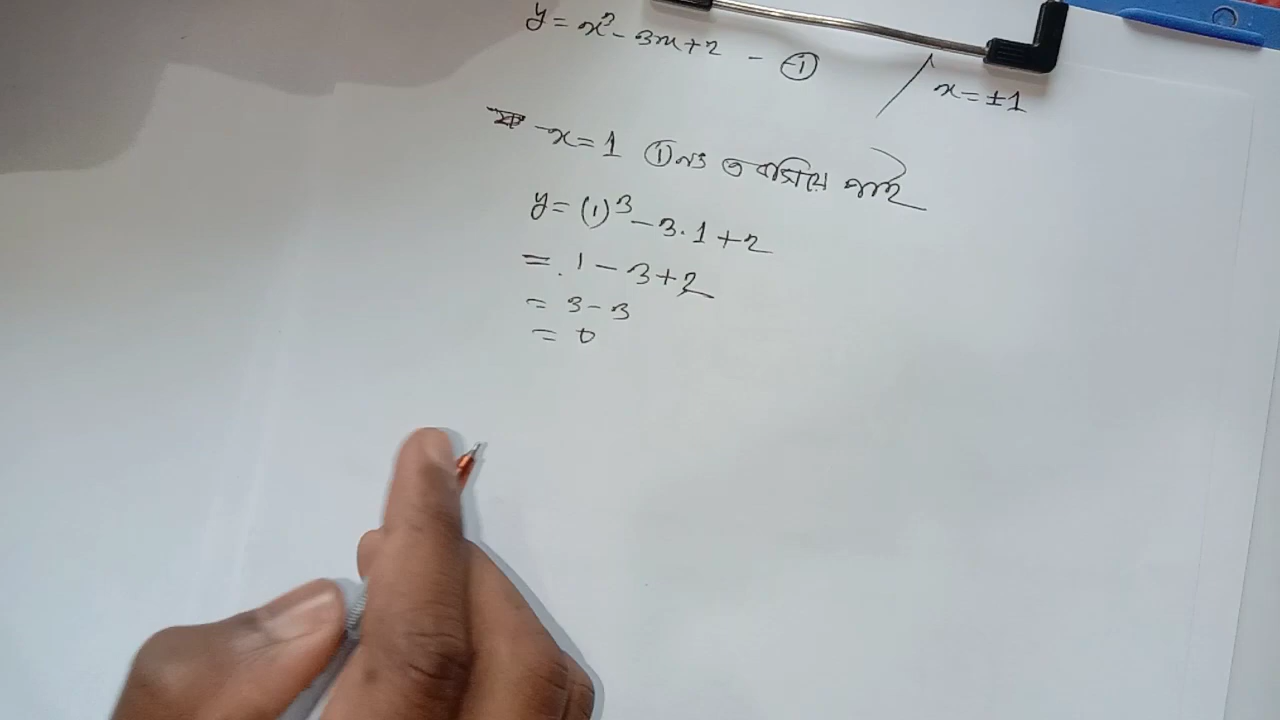 y = x³ - 3x + 2 - ①
x = ±1
x = 1 ①নং এ বসিয়ে পাই
y = (1)³ - 3.1 + 2
= 1 - 3 + 2
= 3 - 3
= 0